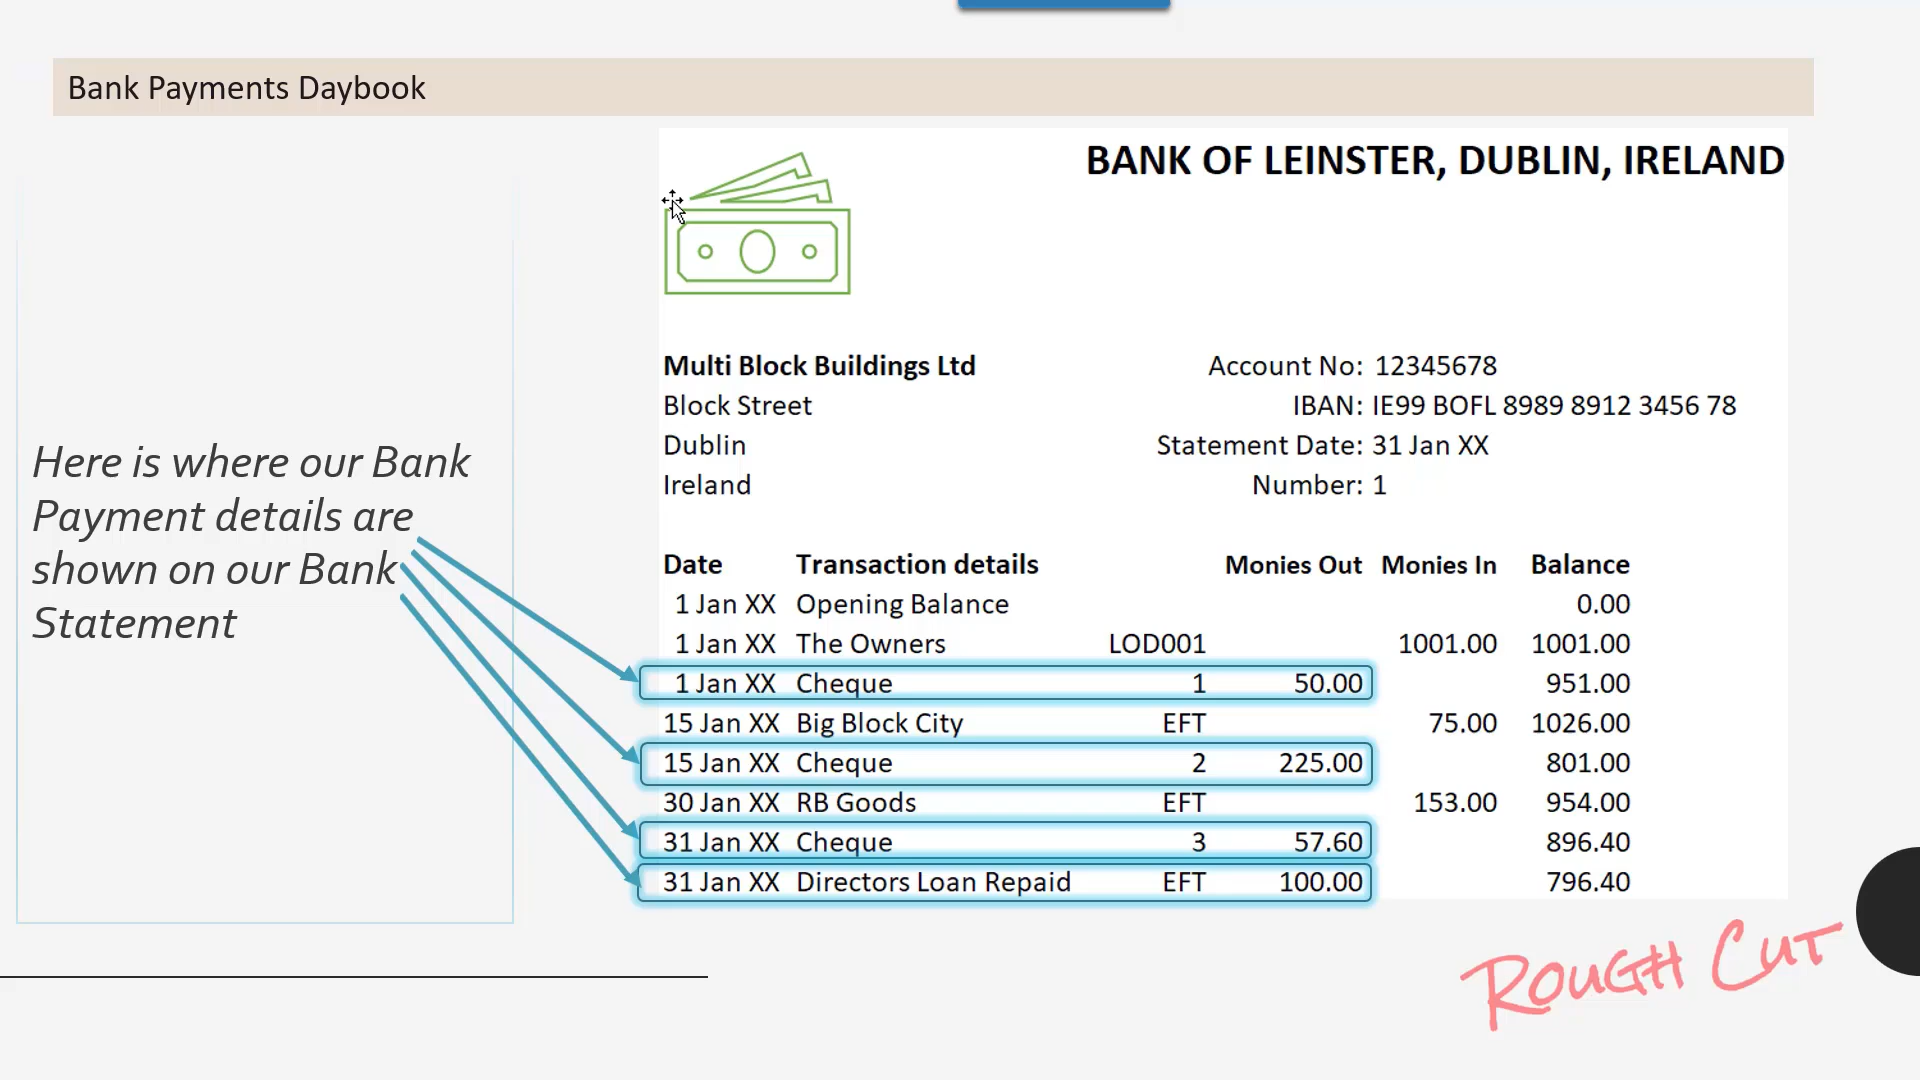 Bank Payments Daybook
BANK OF LEINSTER, DUBLIN, IRELAND
Multi Block Buildings Ltd Account No: 12345678
Block Street IBAN: IE99 BOFL 8989 8912 3456 78
Dublin Statement Date: 31 Jan XX
Ireland Number: 1
Here is where our Bank
Payment details are
shown on our Bank
Statement
Date Transaction details Monies Out Monies In Balance
1 Jan XX Opening Balance 0.00
1 Jan XX The Owners LOD001 1001.00 1001.00
1 Jan XX Cheque 1 50.00 951.00
15 Jan XX Big Block City EFT 75.00 1026.00
15 Jan XX Cheque 2 225.00 801.00
30 Jan XX RB Goods EFT 153.00 954.00
31 Jan XX Cheque 3 57.60 896.40
31 Jan XX Directors Loan Repaid EFT 100.00 796.40
ROUGH CUT